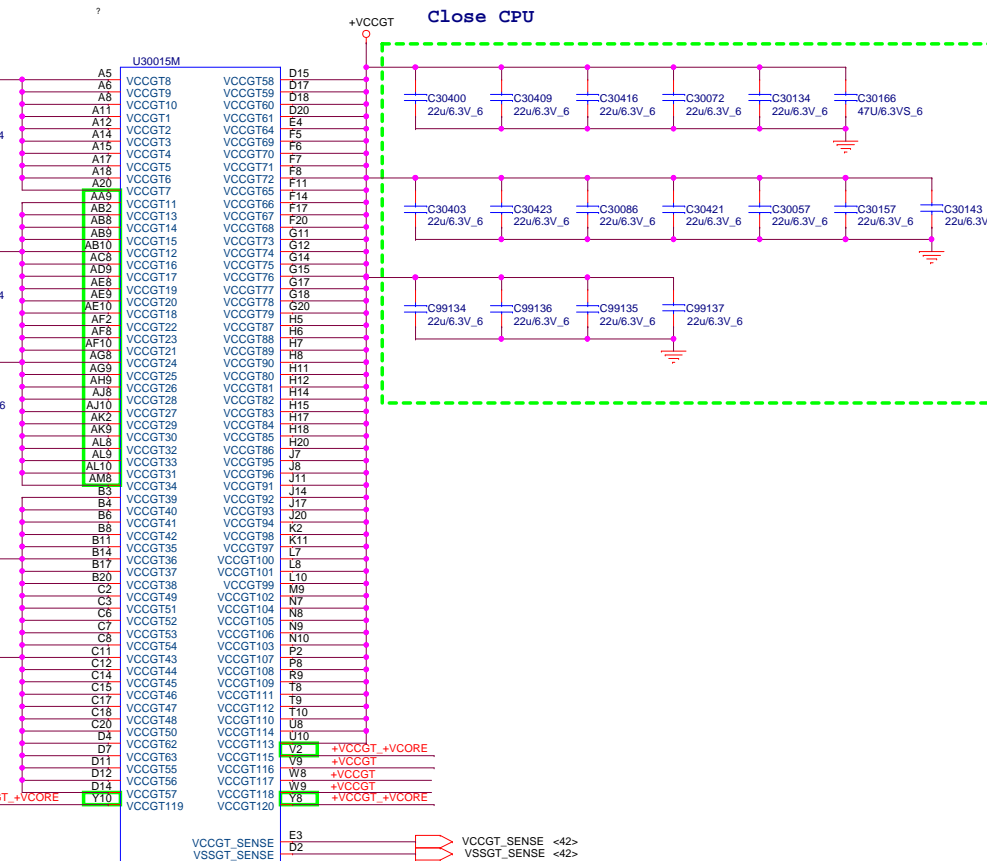 ?
+VCCGT
Close CPU
U30015M
A5 VCCGT8 VCCGT58 D15
A6 VCCGT9 VCCGT59 D17
A8 VCCGT10 VCCGT60 D18
A11 VCCGT1 VCCGT61 D20
A12 VCCGT2 VCCGT64 E4
A14 VCCGT3 VCCGT69 F5
A15 VCCGT4 VCCGT70 F6
A17 VCCGT5 VCCGT71 F7
A18 VCCGT6 VCCGT72 F8
A20 VCCGT7 VCCGT65 F11
AA9 VCCGT11 VCCGT66 F14
AB2 VCCGT13 VCCGT67 F17
AB8 VCCGT14 VCCGT68 F20
AB9 VCCGT15 VCCGT73 G11
AB10 VCCGT12 VCCGT74 G12
AC8 VCCGT16 VCCGT75 G14
AD9 VCCGT17 VCCGT76 G15
AE8 VCCGT19 VCCGT77 G17
AE9 VCCGT20 VCCGT78 G18
AE10 VCCGT18 VCCGT79 G20
AF2 VCCGT22 VCCGT87 H5
AF8 VCCGT23 VCCGT88 H6
AF10 VCCGT21 VCCGT89 H7
AG8 VCCGT24 VCCGT90 H8
AG9 VCCGT25 VCCGT80 H11
AH9 VCCGT26 VCCGT81 H12
AJ8 VCCGT28 VCCGT82 H14
AJ10 VCCGT27 VCCGT83 H15
AK2 VCCGT29 VCCGT84 H17
AK9 VCCGT30 VCCGT85 H18
AL8 VCCGT32 VCCGT86 H20
AL9 VCCGT33 VCCGT95 J7
AL10 VCCGT31 VCCGT96 J8
AM8 VCCGT34 VCCGT91 J11
B3 VCCGT39 VCCGT92 J14
B4 VCCGT40 VCCGT93 J17
B6 VCCGT41 VCCGT94 J20
B8 VCCGT42 VCCGT98 K2
B11 VCCGT35 VCCGT97 K11
B14 VCCGT36 VCCGT100 L7
B17 VCCGT37 VCCGT101 L8
B20 VCCGT38 VCCGT99 L10
C2 VCCGT49 VCCGT102 M9
C3 VCCGT51 VCCGT104 N7
C6 VCCGT52 VCCGT105 N8
C7 VCCGT53 VCCGT106 N9
C8 VCCGT54 VCCGT103 N10
C11 VCCGT43 VCCGT107 P2
C12 VCCGT44 VCCGT108 P8
C14 VCCGT45 VCCGT109 R9
C15 VCCGT46 VCCGT111 T8
C17 VCCGT47 VCCGT112 T9
C18 VCCGT48 VCCGT110 T10
C20 VCCGT50 VCCGT114 U8
D4 VCCGT62 VCCGT113 U10
D7 VCCGT63 VCCGT115 V2 +VCCGT_+VCORE
D11 VCCGT55 VCCGT116 V9 +VCCGT
D12 VCCGT56 VCCGT117 W8 +VCCGT
D14 VCCGT57 VCCGT118 W9 +VCCGT
T_+VCORE Y10 VCCGT119 VCCGT120 Y8 +VCCGT_+VCORE
VCCGT_SENSE E3 VCCGT_SENSE <42>
VSSGT_SENSE D2 VSSGT_SENSE <42>
C30400 C30409 C30416 C30072 C30134 C30166
22u/6.3V_6 22u/6.3V_6 22u/6.3V_6 22u/6.3V_6 22u/6.3V_6 47U/6.3VS_6
C30403 C30423 C30086 C30421 C30057 C30157 C30143
22u/6.3V_6 22u/6.3V_6 22u/6.3V_6 22u/6.3V_6 22u/6.3V_6 22u/6.3V_6 22u/6.3V
C99134 C99136 C99135 C99137
22u/6.3V_6 22u/6.3V_6 22u/6.3V_6 22u/6.3V_6
4
4
6